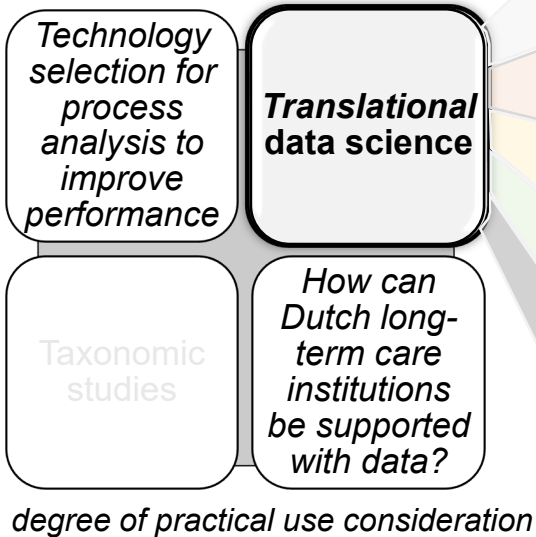 Technology
selection for
process
analysis to
improve
performance
Translational
data science
Taxonomic
studies
How can
Dutch long-
term care
institutions
be supported
with data?
degree of practical use consideration